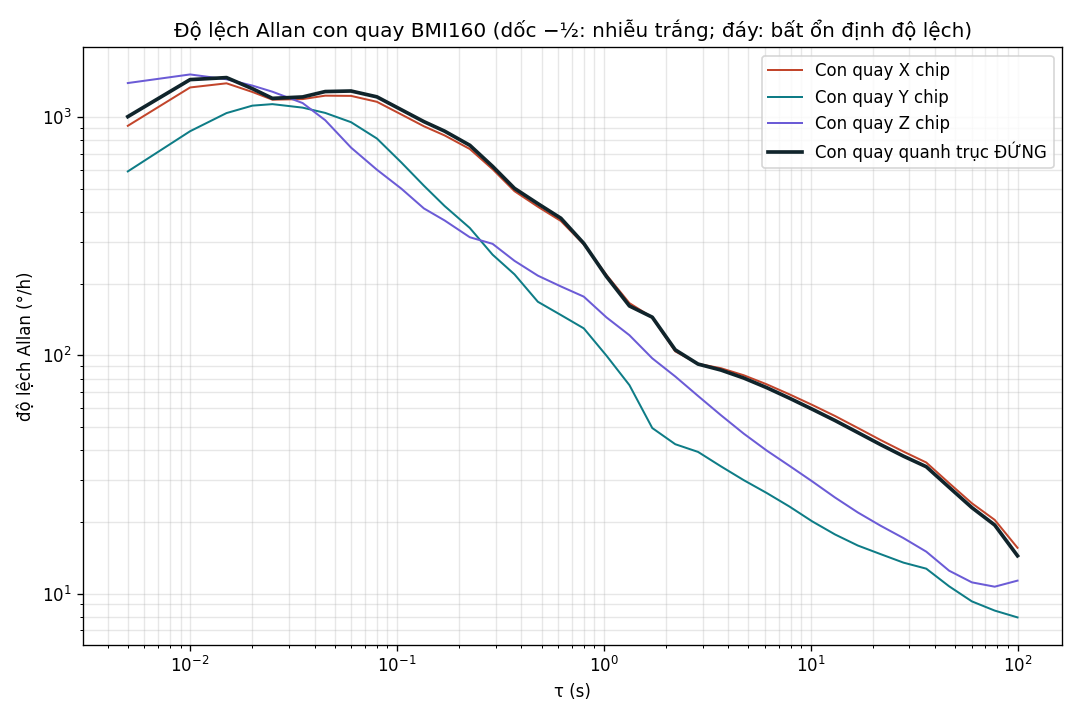 Độ lệch Allan con quay BMI160 (dốc −½: nhiễu trắng; đáy: bất ổn định độ lệch)
Con quay X chip
Con quay Y chip
Con quay Z chip
Con quay quanh trục ĐỨNG
độ lệch Allan (°/h)
10³
10²
10¹
10⁻²
10⁻¹
10⁰
10¹
10²
τ (s)